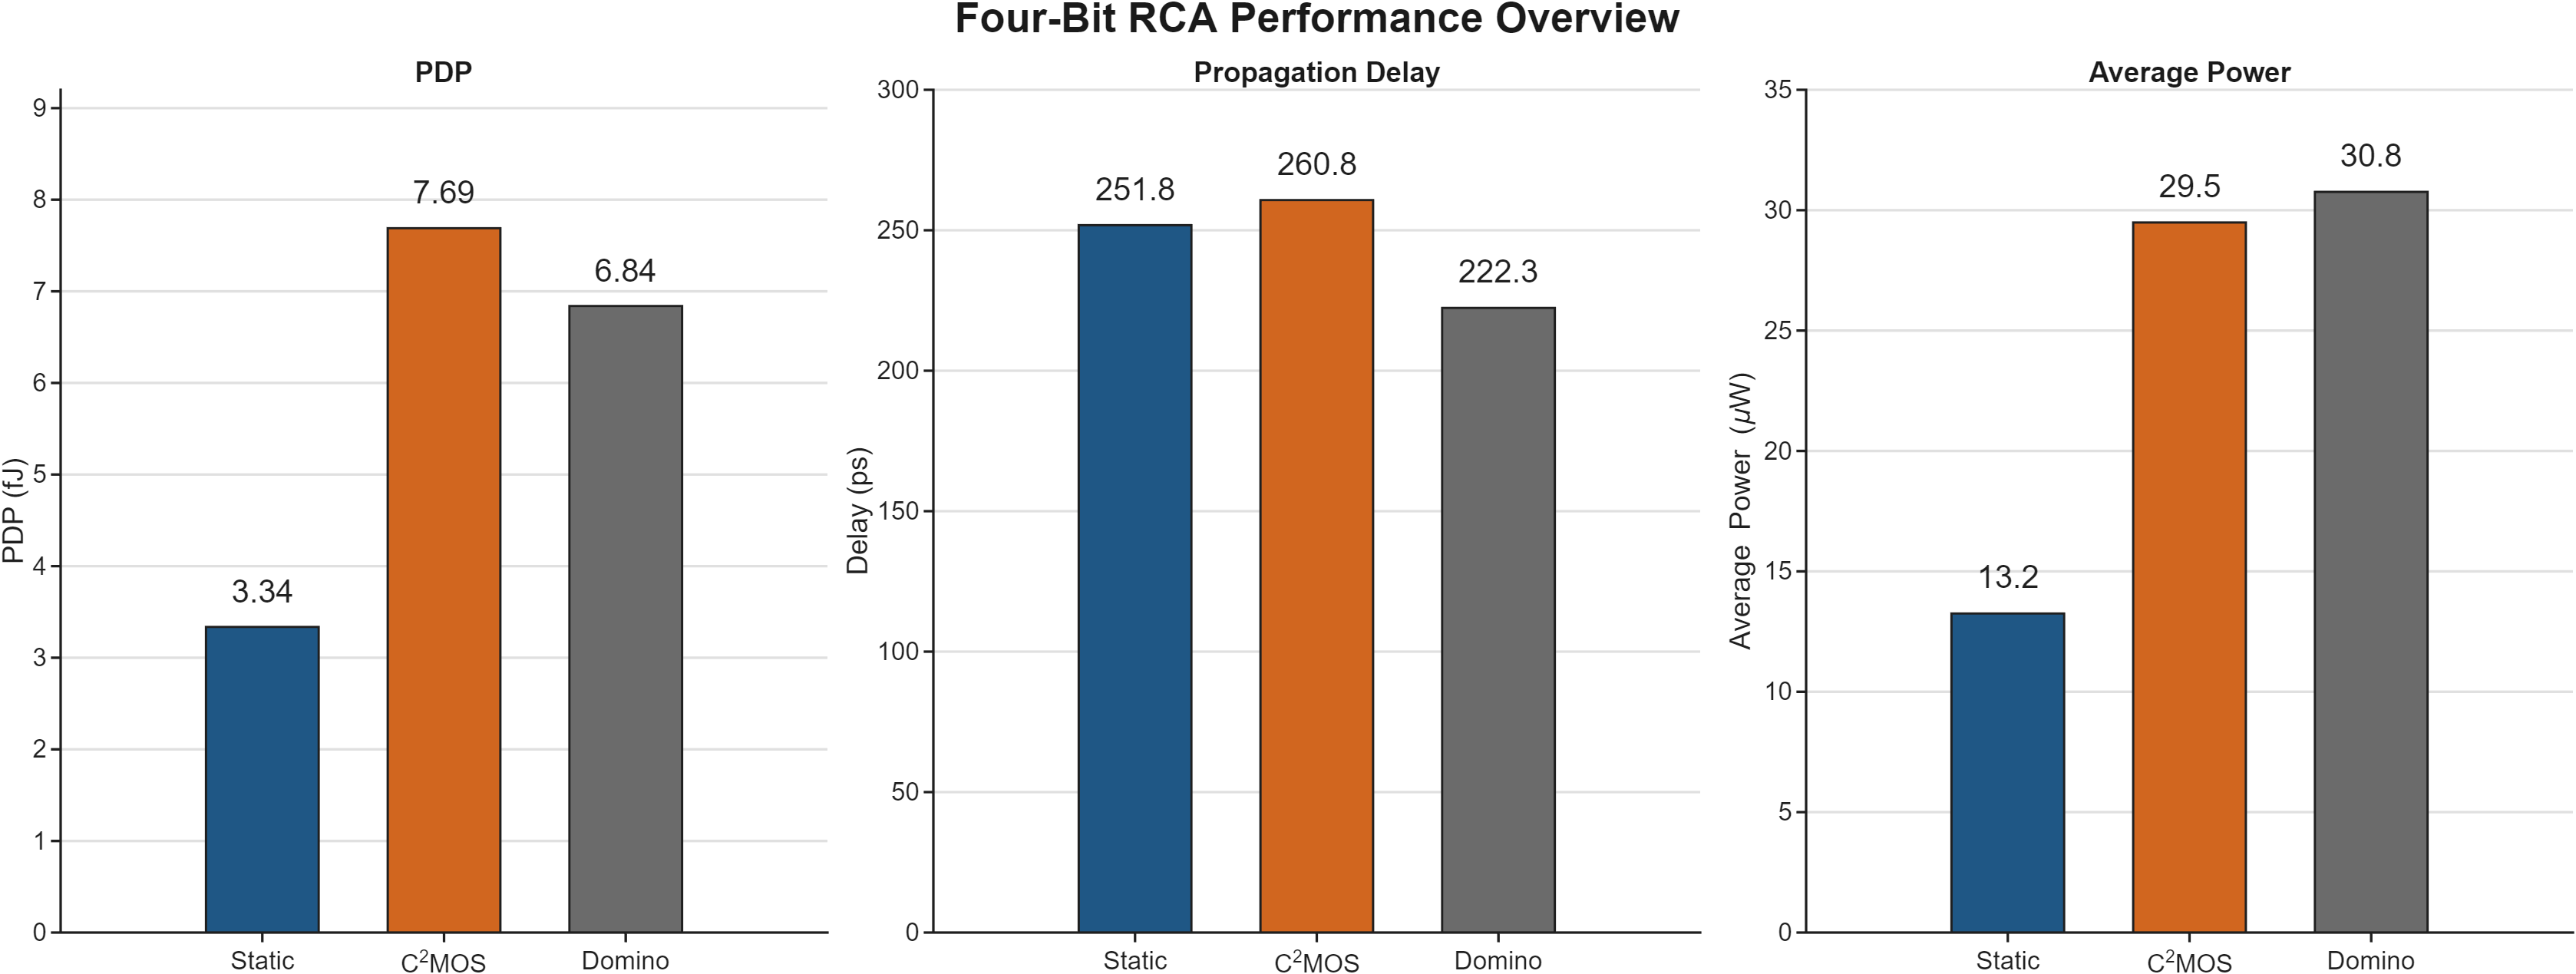 Four-Bit RCA Performance Overview
PDP
PDP (fJ)
9
8
7
6
5
4
3
2
1
0
3.34
7.69
6.84
Static
C²MOS
Domino
Propagation Delay
Delay (ps)
300
250
200
150
100
50
0
251.8
260.8
222.3
Static
C²MOS
Domino
Average Power
Average Power (μW)
35
30
25
20
15
10
5
0
13.2
29.5
30.8
Static
C²MOS
Domino